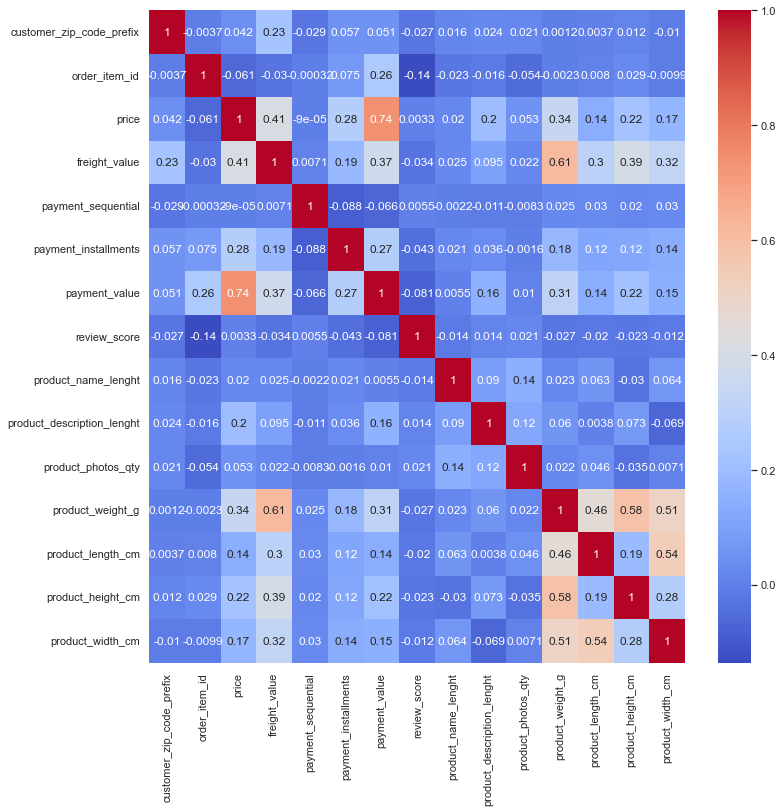 customer_zip_code_prefix 1 -0.0037 0.042 0.23 -0.029 0.057 0.051 -0.027 0.016 0.024 0.021 0.0012 0.0037 0.012 -0.01
order_item_id -0.0037 1 -0.061 -0.03 -0.00032 0.075 0.26 -0.14 -0.023 -0.016 -0.054 -0.0023 0.008 0.029 -0.0099
price 0.042 -0.061 1 0.41 -9e-05 0.28 0.74 0.0033 0.02 0.2 0.053 0.34 0.14 0.22 0.17
freight_value 0.23 -0.03 0.41 1 0.0071 0.19 0.37 -0.034 0.025 0.095 0.022 0.61 0.3 0.39 0.32
payment_sequential -0.029 -0.00032 -9e-05 0.0071 1 -0.088 -0.066 0.0055 -0.0022 -0.011 -0.0083 0.025 0.03 0.02 0.03
payment_installments 0.057 0.075 0.28 0.19 -0.088 1 0.27 -0.043 0.021 0.036 -0.0016 0.18 0.12 0.12 0.14
payment_value 0.051 0.26 0.74 0.37 -0.066 0.27 1 -0.081 0.0055 0.16 0.01 0.31 0.14 0.22 0.15
review_score -0.027 -0.14 0.0033 -0.034 0.0055 -0.043 -0.081 1 -0.014 0.014 0.021 -0.027 -0.02 -0.023 -0.012
product_name_lenght 0.016 -0.023 0.02 0.025 -0.0022 0.021 0.0055 -0.014 1 0.09 0.14 0.023 0.063 -0.03 0.064
product_description_lenght 0.024 -0.016 0.2 0.095 -0.011 0.036 0.16 0.014 0.09 1 0.12 0.06 0.0038 0.073 -0.069
product_photos_qty 0.021 -0.054 0.053 0.022 -0.0083 -0.0016 0.01 0.021 0.14 0.12 1 0.022 0.046 -0.035 0.0071
product_weight_g 0.0012 -0.0023 0.34 0.61 0.025 0.18 0.31 -0.027 0.023 0.06 0.022 1 0.46 0.58 0.51
product_length_cm 0.0037 0.008 0.14 0.3 0.03 0.12 0.14 -0.02 0.063 0.0038 0.046 0.46 1 0.19 0.54
product_height_cm 0.012 0.029 0.22 0.39 0.02 0.12 0.22 -0.023 -0.03 0.073 -0.035 0.58 0.19 1 0.28
product_width_cm -0.01 -0.0099 0.17 0.32 0.03 0.14 0.15 -0.012 0.064 -0.069 0.0071 0.51 0.54 0.28 1
customer_zip_code_prefix
order_item_id
price
freight_value
payment_sequential
payment_installments
payment_value
review_score
product_name_lenght
product_description_lenght
product_photos_qty
product_weight_g
product_length_cm
product_height_cm
product_width_cm
1.0
0.8
0.6
0.4
0.2
0.0